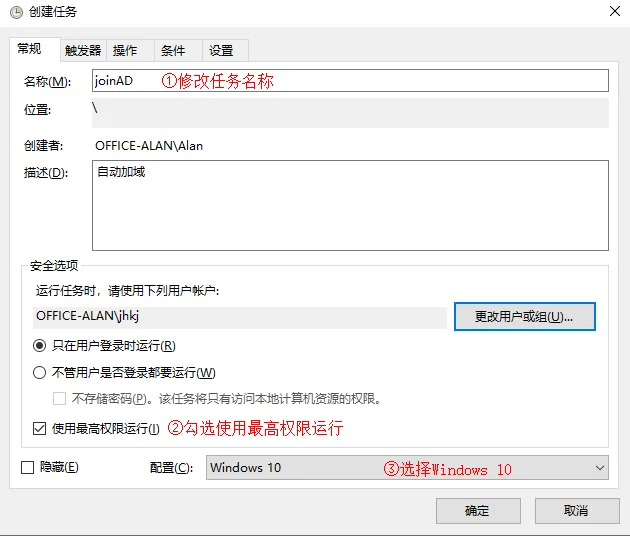 创建任务
常规 触发器 操作 条件 设置
名称(M): joinAD ①修改任务名称
位置: \
创建者: OFFICE-ALAN\Alan
描述(D): 自动加域
安全选项
运行任务时，请使用下列用户帐户:
OFFICE-ALAN\jhkj 更改用户或组(U)...
只在用户登录时运行(R)
不管用户是否登录都要运行(W)
不存储密码(P)。该任务将只有访问本地计算机资源的权限。
使用最高权限运行(I) ②勾选使用最高权限运行
隐藏(E) 配置(C): Windows 10 ③选择Windows 10
确定 取消